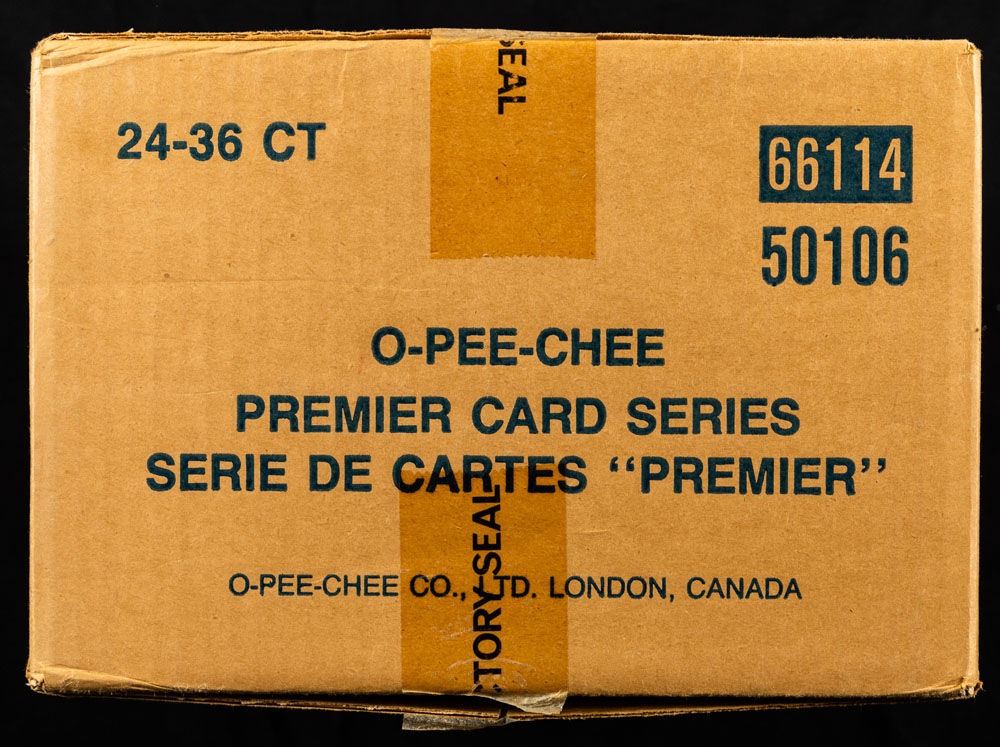 SEAL
24-36 CT
66114
50106
O-PEE-CHEE
PREMIER CARD SERIES
SERIE DE CARTES “PREMIER”
O-PEE-CHEE CO., LTD. LONDON, CANADA
CTORY SEAL